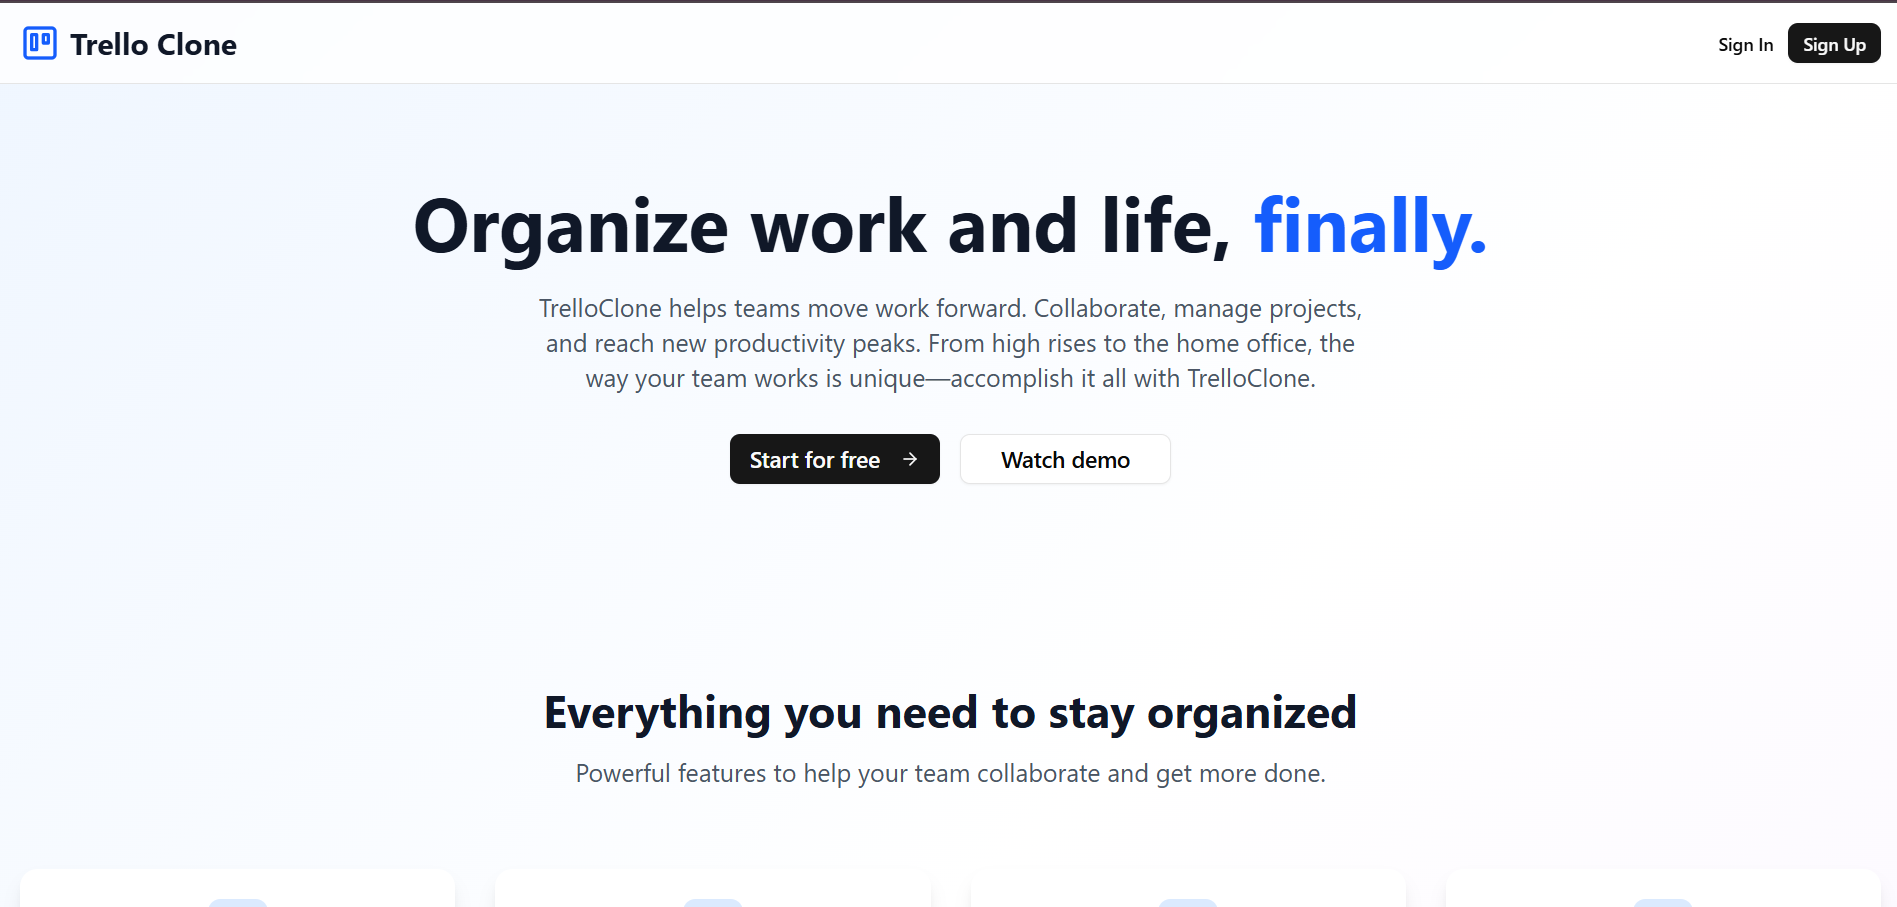 Trello Clone
Sign In
Sign Up
Organize work and life, finally.
TrelloClone helps teams move work forward. Collaborate, manage projects,
and reach new productivity peaks. From high rises to the home office, the
way your team works is unique—accomplish it all with TrelloClone.
Start for free
Watch demo
Everything you need to stay organized
Powerful features to help your team collaborate and get more done.